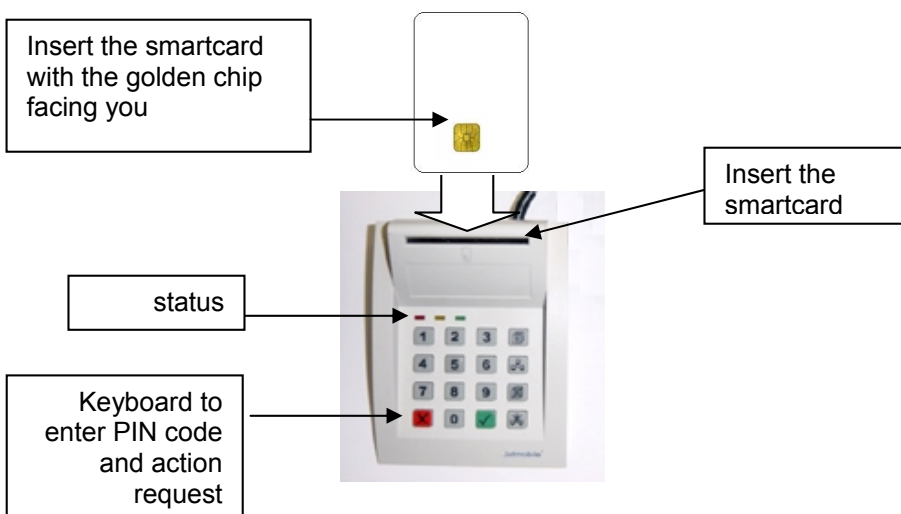 Insert the smartcard
with the golden chip
facing you
Insert the
smartcard
status
1 2 3
4 5 6
7 8 9
0
Keyboard to
enter PIN code
and action
request
Jetmobile